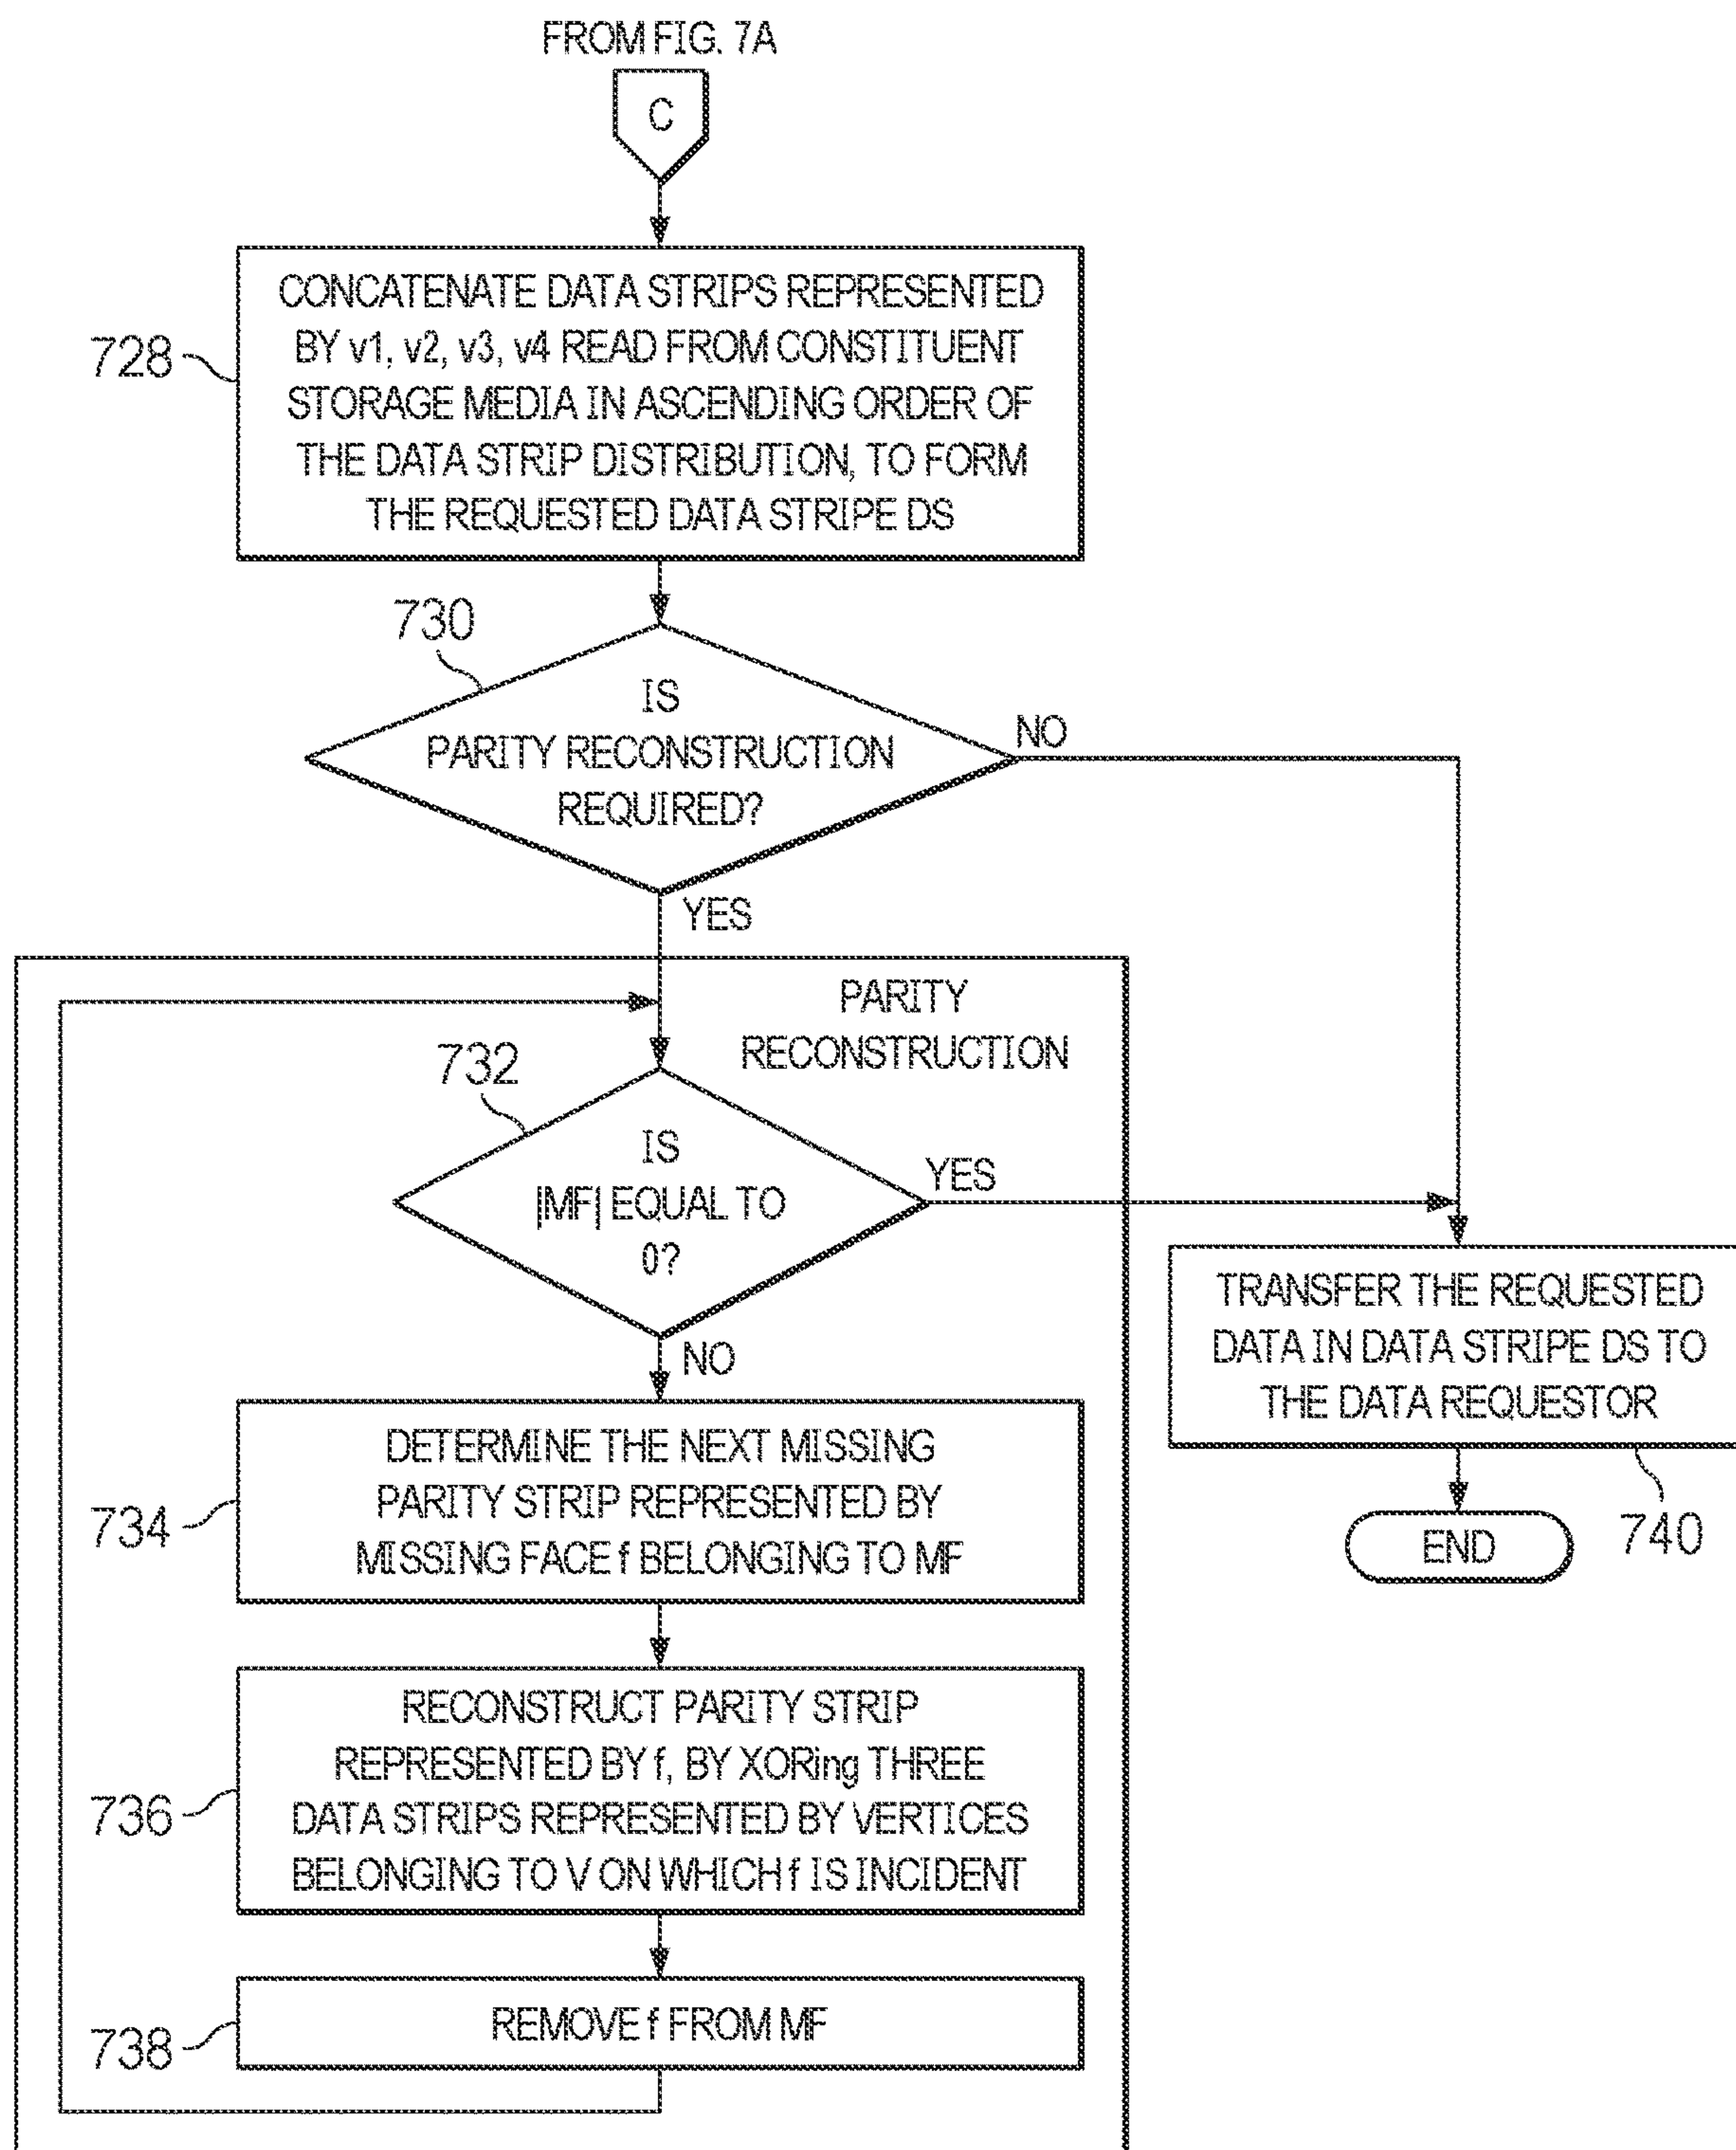 FROM FIG. 7A
C
CONCATENATE DATA STRIPS REPRESENTED
BY v1, v2, v3, v4 READ FROM CONSTITUENT
STORAGE MEDIA IN ASCENDING ORDER OF
THE DATA STRIP DISTRIBUTION, TO FORM
THE REQUESTED DATA STRIPE DS
728
730
IS
PARITY RECONSTRUCTION
REQUIRED?
NO
YES
PARITY
RECONSTRUCTION
732
IS
|MF| EQUAL TO
0?
YES
NO
TRANSFER THE REQUESTED
DATA IN DATA STRIPE DS TO
THE DATA REQUESTOR
740
END
DETERMINE THE NEXT MISSING
PARITY STRIP REPRESENTED BY
MISSING FACE f BELONGING TO MF
734
RECONSTRUCT PARITY STRIP
REPRESENTED BY f, BY XORing THREE
DATA STRIPS REPRESENTED BY VERTICES
BELONGING TO V ON WHICH f IS INCIDENT
736
REMOVE f FROM MF
738